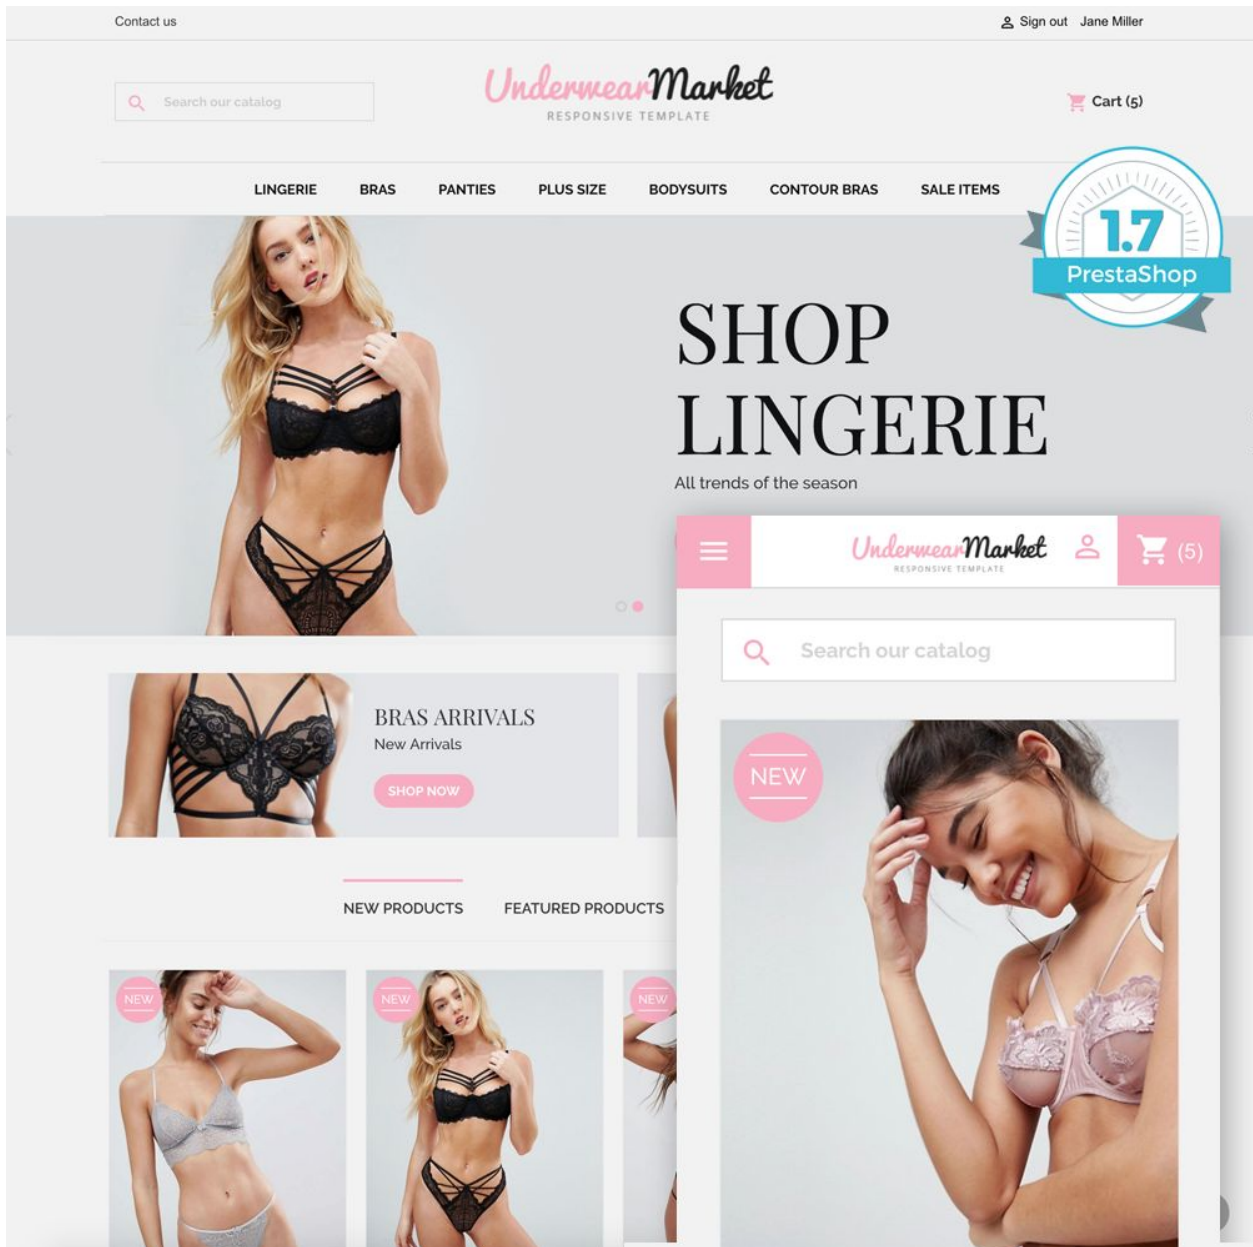 Contact us
Sign out Jane Miller
Search our catalog
UnderwearMarket
RESPONSIVE TEMPLATE
Cart (5)
LINGERIE BRAS PANTIES PLUS SIZE BODYSUITS CONTOUR BRAS SALE ITEMS
1.7
PrestaShop
SHOP
LINGERIE
All trends of the season
UnderwearMarket
RESPONSIVE TEMPLATE
(5)
Search our catalog
NEW
BRAS ARRIVALS
New Arrivals
SHOP NOW
NEW PRODUCTS FEATURED PRODUCTS
NEW
NEW
NEW